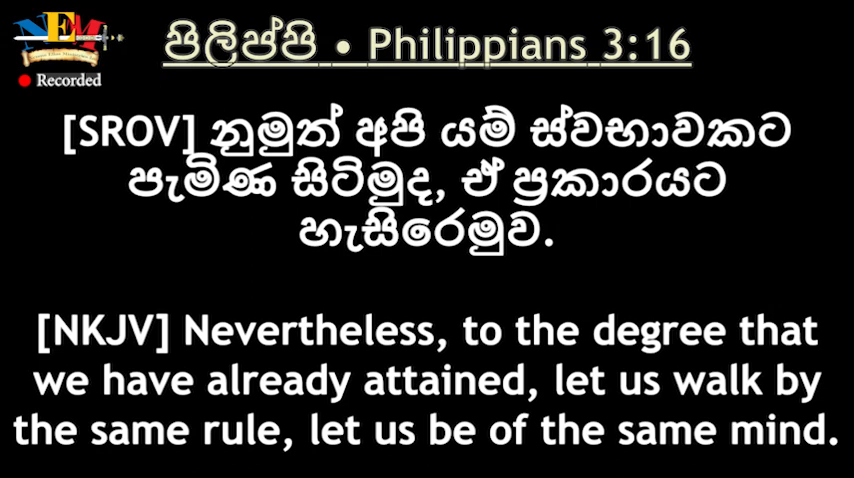 NEM
Recorded
පිලිප්පි • Philippians 3:16
[SROV] නුමුත් අපි යම් ස්වභාවකට
පැමිණ සිටිමුද, ඒ ප්‍රකාරයට
හැසිරෙමුව.
[NKJV] Nevertheless, to the degree that
we have already attained, let us walk by
the same rule, let us be of the same mind.